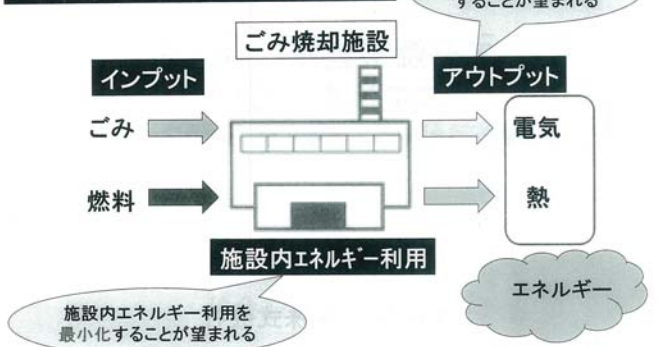 することが望まれる
ごみ焼却施設
インプット
アウトプット
ごみ
電気
燃料
熱
施設内エネルギー利用
エネルギー
施設内エネルギー利用を
最小化することが望まれる